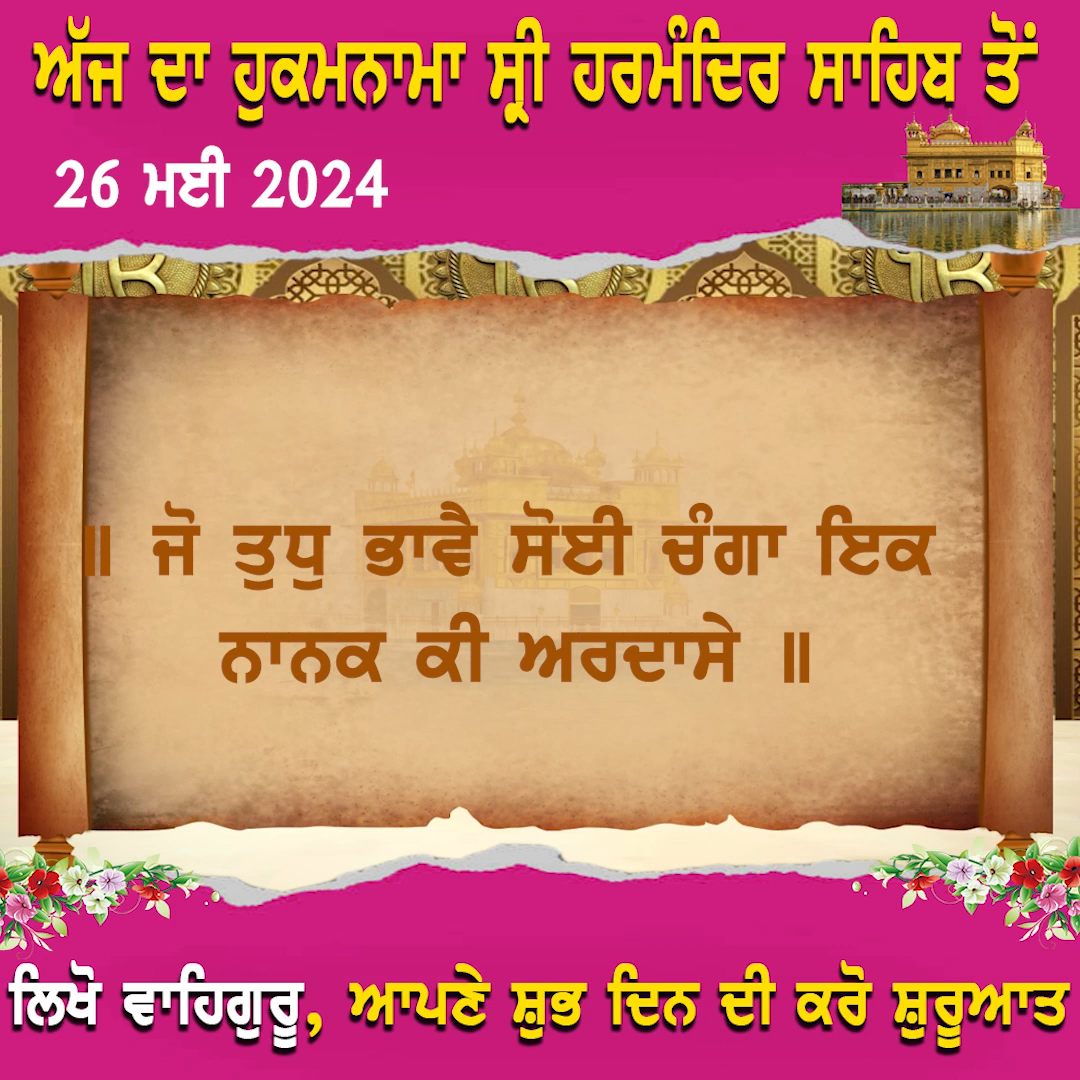 ਅੱਜ ਦਾ ਹੁਕਮਨਾਮਾ ਸ੍ਰੀ ਹਰਮੰਦਿਰ ਸਾਹਿਬ ਤੋਂ
26 ਮਈ 2024
॥ ਜੋ ਤੁਧੁ ਭਾਵੈ ਸੋਈ ਚੰਗਾ ਇਕ
ਨਾਨਕ ਕੀ ਅਰਦਾਸੇ ॥
ਲਿਖੋ ਵਾਹਿਗੁਰੂ, ਆਪਣੇ ਸ਼ੁਭ ਦਿਨ ਦੀ ਕਰੋ ਸ਼ੁਰੂਆਤ